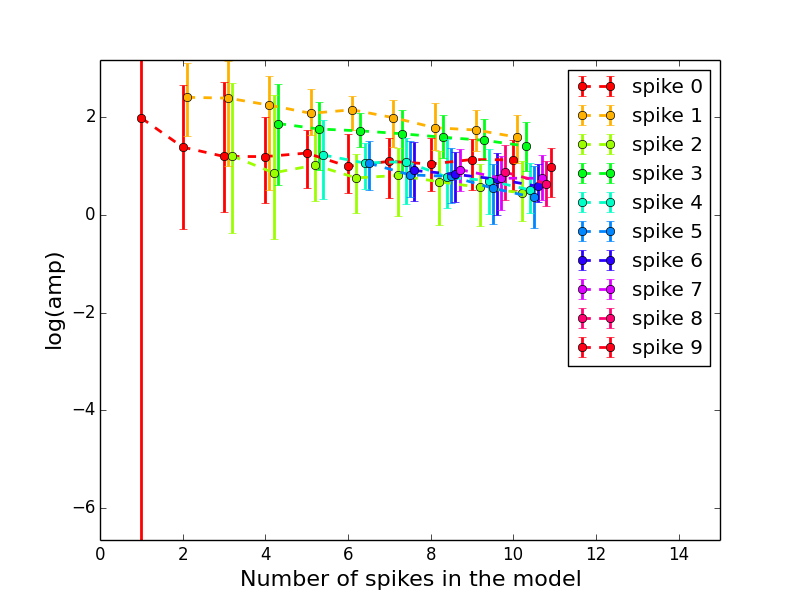 spike 0
spike 1
spike 2
spike 3
spike 4
spike 5
spike 6
spike 7
spike 8
spike 9
2
0
−2
−4
−6
log(amp)
0 2 4 6 8 10 12 14
Number of spikes in the model